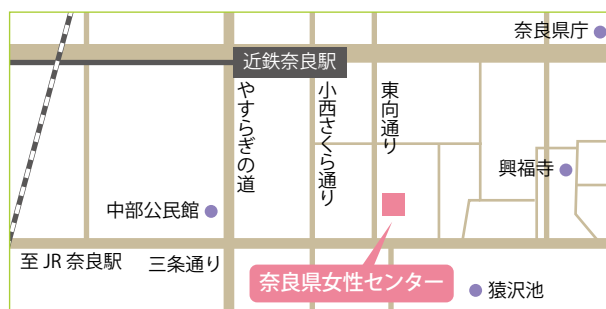 奈良県庁
近鉄奈良駅
やすらぎの道
小西さくら通り
東向通り
興福寺
中部公民館
至JR奈良駅
三条通り
奈良県女性センター
猿沢池